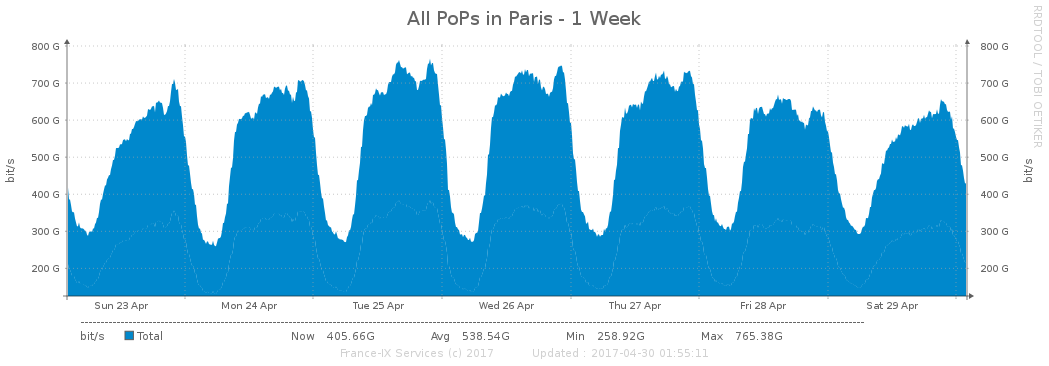 All PoPs in Paris - 1 Week
RRDTOOL / TOBI OETIKER
bit/s
800 G
700 G
600 G
500 G
400 G
300 G
200 G
800 G
700 G
600 G
500 G
400 G
300 G
200 G
bit/s
Sun 23 Apr Mon 24 Apr Tue 25 Apr Wed 26 Apr Thu 27 Apr Fri 28 Apr Sat 29 Apr
bit/s Total Now 405.66G Avg 538.54G Min 258.92G Max 765.38G
France-IX Services (c) 2017 Updated : 2017-04-30 01:55:11